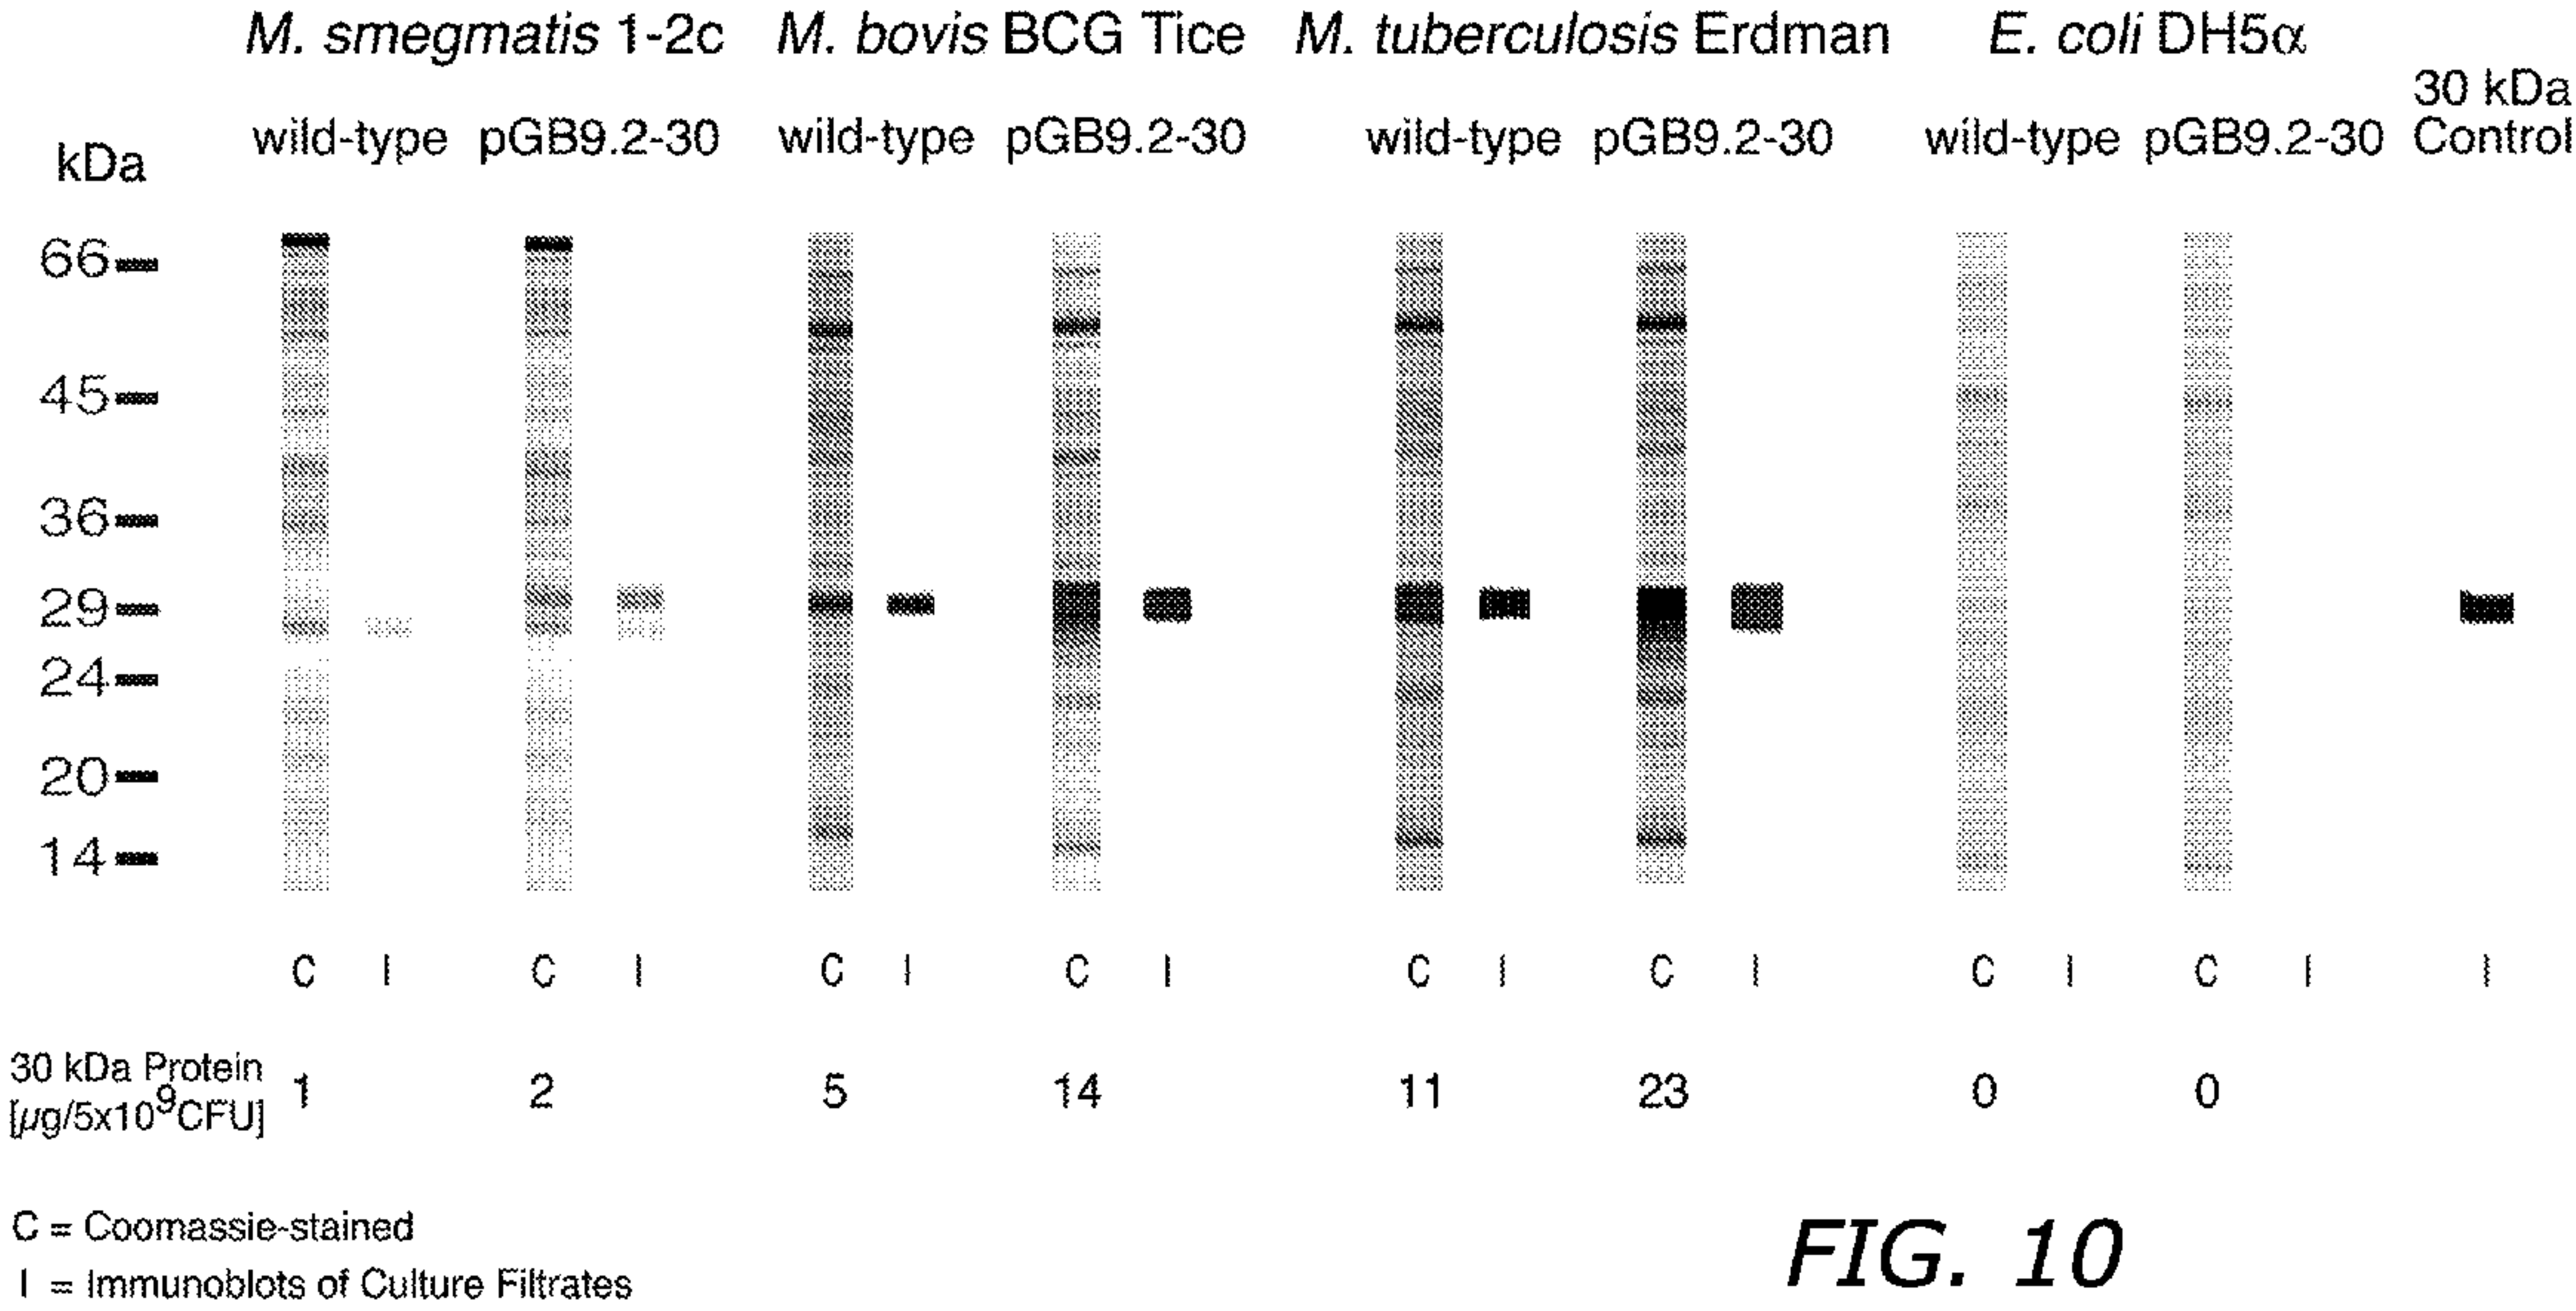 M. smegmatis 1-2c M. bovis BCG Tice M. tuberculosis Erdman E. coli DH5α
30 kDa
kDa wild-type pGB9.2-30 wild-type pGB9.2-30 wild-type pGB9.2-30 wild-type pGB9.2-30 Control
66
45
36
29
24
20
14
C I C I C I C I C I C I C I C I I
30 kDa Protein
[µg/5x10⁹CFU] 1 2 5 14 11 23 0 0
C = Coomassie-stained
I = Immunoblots of Culture Filtrates
FIG. 10